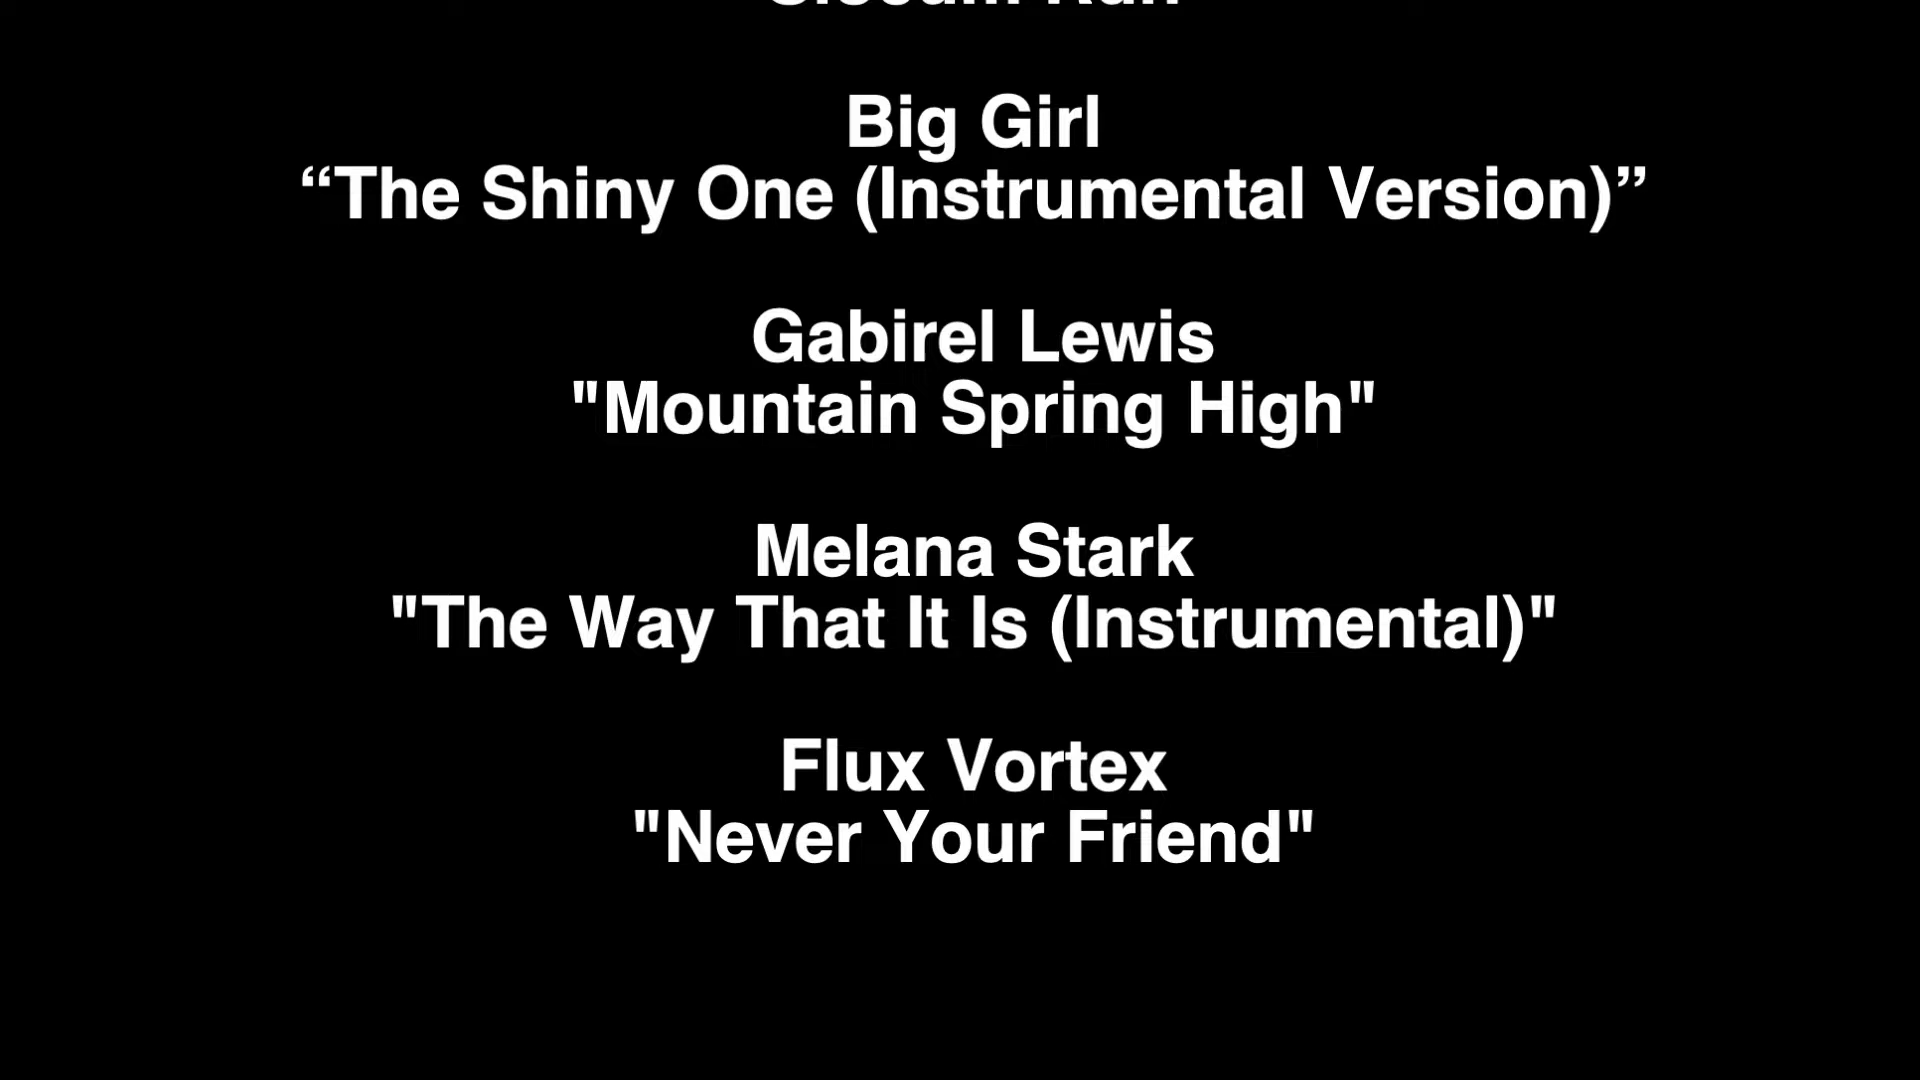 Big Girl
“The Shiny One (Instrumental Version)”
Gabirel Lewis
"Mountain Spring High"
Melana Stark
"The Way That It Is (Instrumental)"
Flux Vortex
"Never Your Friend"